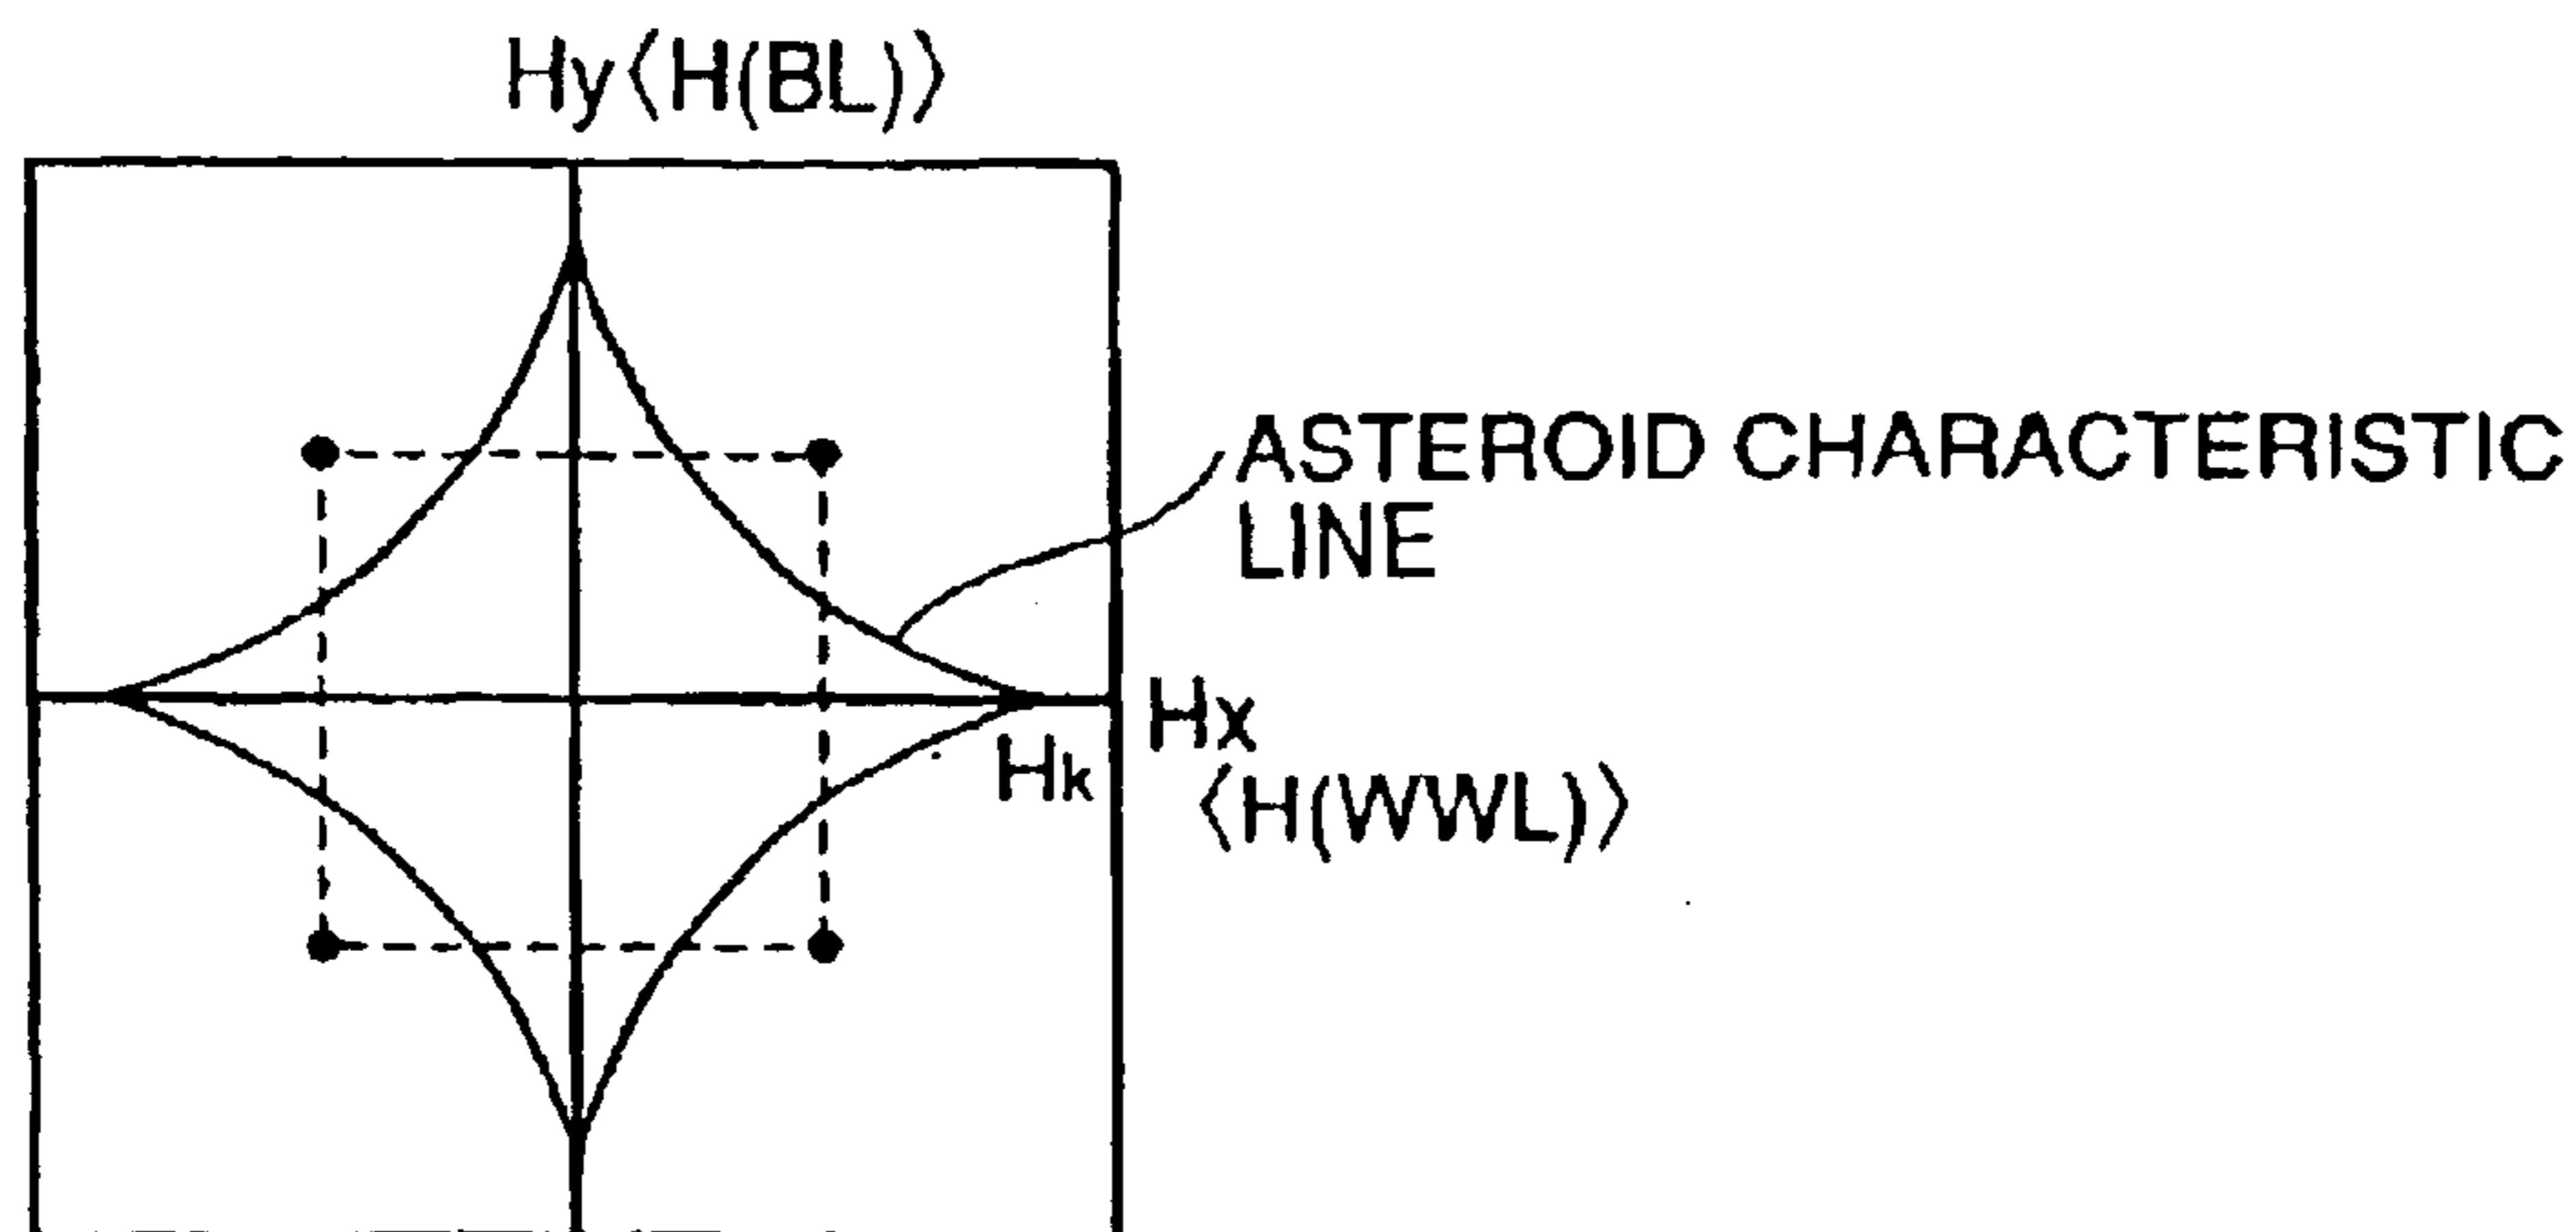 Hy〈H(BL)〉
ASTEROID CHARACTERISTIC
LINE
Hx
Hk
〈H(WWL)〉